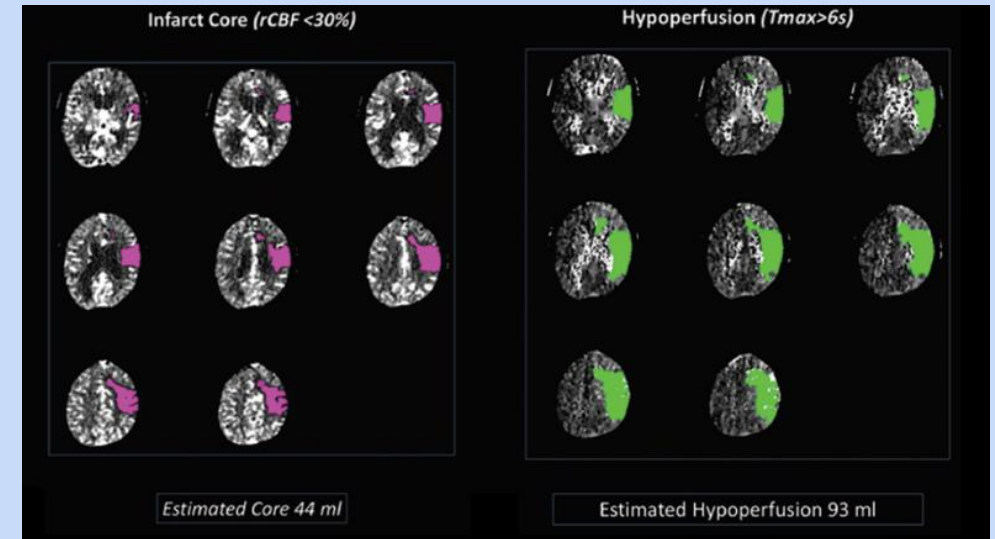 Infarct Core (rCBF <30%)
Hypoperfusion (Tmax>6s)
Estimated Core 44 ml
Estimated Hypoperfusion 93 ml